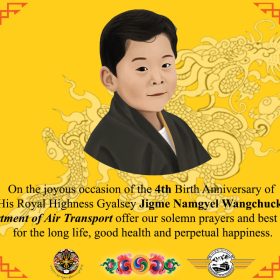 On the joyous occasion of the 4th Birth Anniversary of
His Royal Highness Gyalsey Jigme Namgyel Wangchuck
of Air Transport offer our solemn prayers and best
for the long life, good health and perpetual happiness.